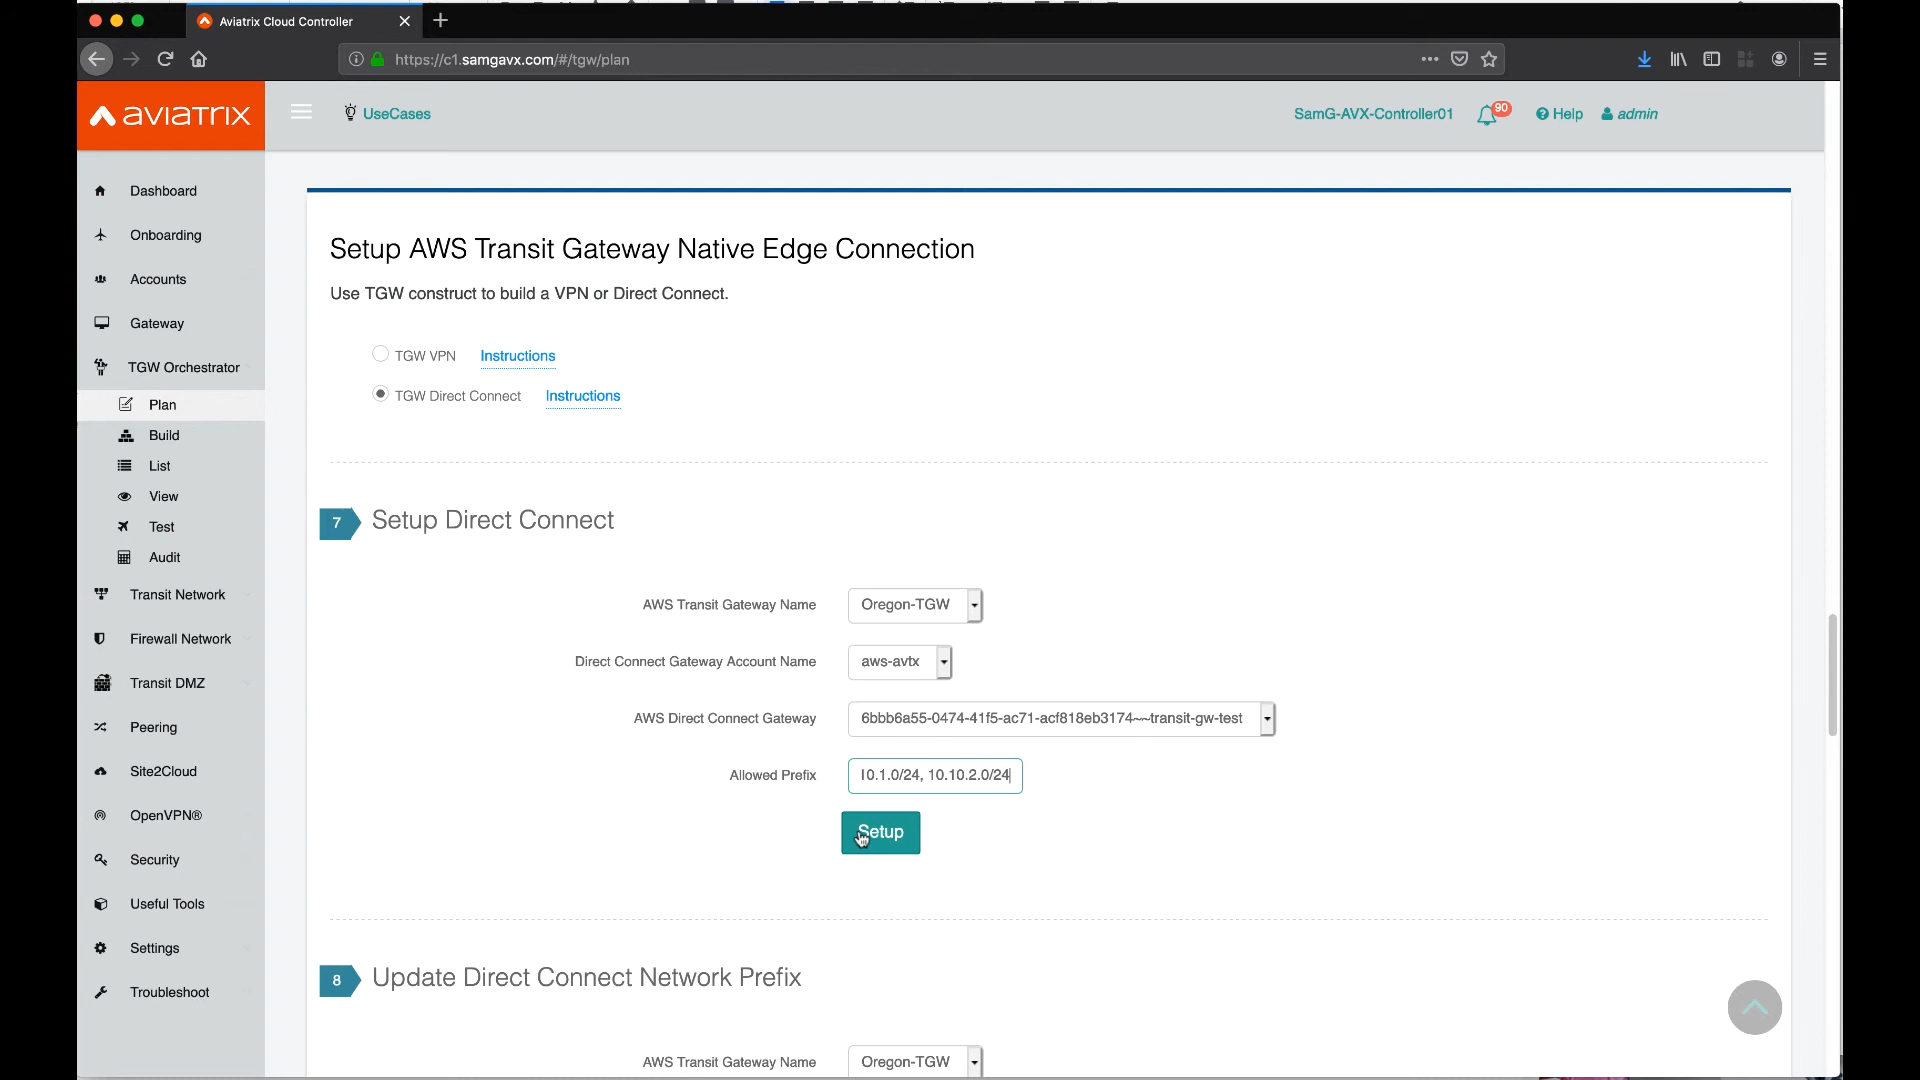 Aviatrix Cloud Controller
https://c1.samgavx.com/#/tgw/plan
aviatrix
UseCases
SamG-AVX-Controller01
90
Help
admin
Dashboard
Onboarding
Accounts
Gateway
TGW Orchestrator
Plan
Build
List
View
Test
Audit
Transit Network
Firewall Network
Transit DMZ
Peering
Site2Cloud
OpenVPN®
Security
Useful Tools
Settings
Troubleshoot
Setup AWS Transit Gateway Native Edge Connection
Use TGW construct to build a VPN or Direct Connect.
TGW VPN Instructions
TGW Direct Connect Instructions
7 Setup Direct Connect
AWS Transit Gateway Name Oregon-TGW
Direct Connect Gateway Account Name aws-avtx
AWS Direct Connect Gateway 6bbb6a55-0474-41f5-ac71-acf818eb3174~~transit-gw-test
Allowed Prefix 10.1.0/24, 10.10.2.0/24
Setup
8 Update Direct Connect Network Prefix
AWS Transit Gateway Name Oregon-TGW